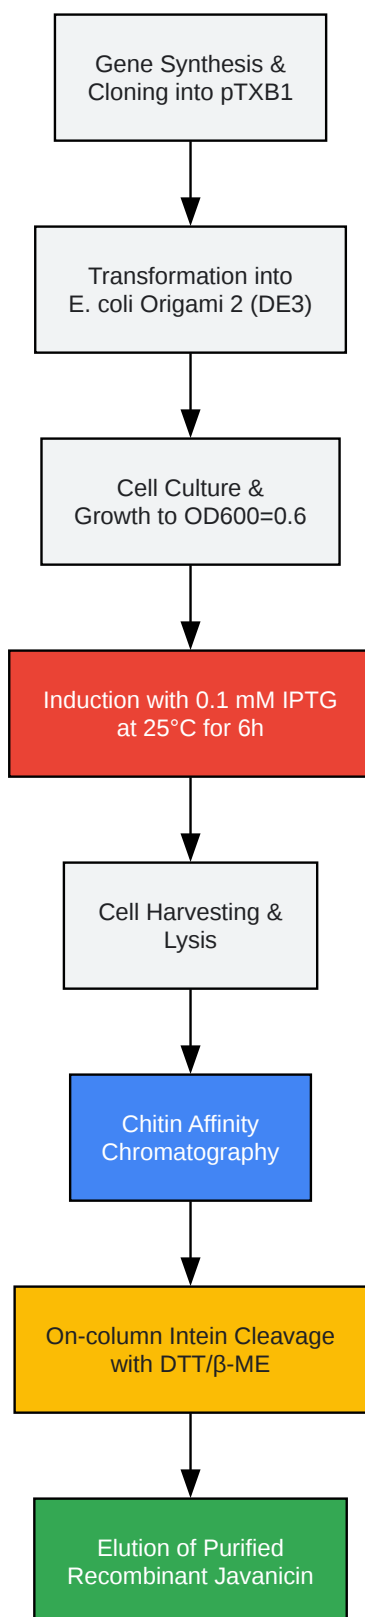 Gene Synthesis &
Cloning into pTXB1
Transformation into
E. coli Origami 2 (DE3)
Cell Culture &
Growth to OD600=0.6
Induction with 0.1 mM IPTG
at 25°C for 6h
Cell Harvesting &
Lysis
Chitin Affinity
Chromatography
On-column Intein Cleavage
with DTT/β-ME
Elution of Purified
Recombinant Javanicin